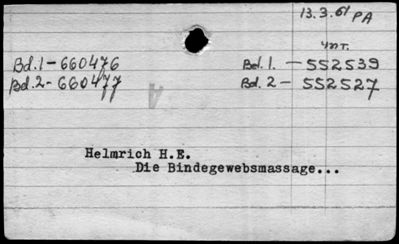 13.3.61 PA
Bd.1-660476
Bd.2-660477
Bd.1. - 552539
Bd. 2 - 552527
Helmrich H.E.
Die Bindegewebsmassage...